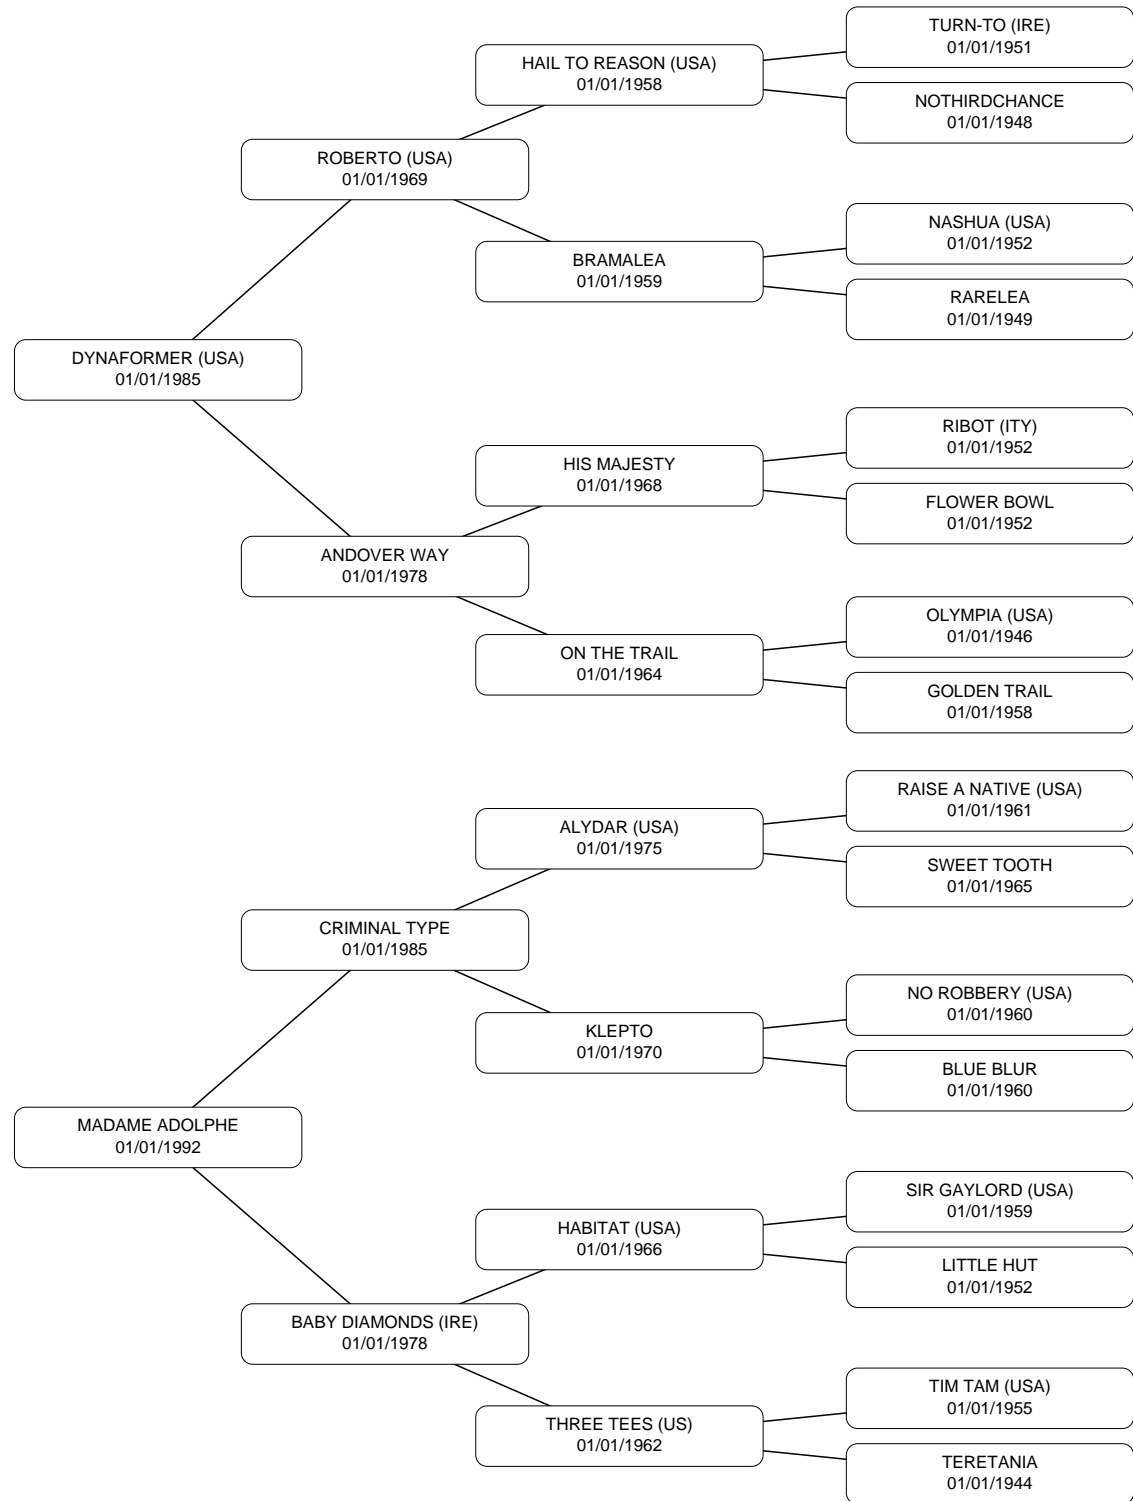 TURN-TO (IRE)
01/01/1951
HAIL TO REASON (USA)
01/01/1958
NOTHIRDCHANCE
01/01/1948
ROBERTO (USA)
01/01/1969
NASHUA (USA)
01/01/1952
BRAMALEA
01/01/1959
RARELEA
01/01/1949
DYNAFORMER (USA)
01/01/1985
RIBOT (ITY)
01/01/1952
HIS MAJESTY
01/01/1968
FLOWER BOWL
01/01/1952
ANDOVER WAY
01/01/1978
OLYMPIA (USA)
01/01/1946
ON THE TRAIL
01/01/1964
GOLDEN TRAIL
01/01/1958
RAISE A NATIVE (USA)
01/01/1961
ALYDAR (USA)
01/01/1975
SWEET TOOTH
01/01/1965
CRIMINAL TYPE
01/01/1985
NO ROBBERY (USA)
01/01/1960
KLEPTO
01/01/1970
BLUE BLUR
01/01/1960
MADAME ADOLPHE
01/01/1992
SIR GAYLORD (USA)
01/01/1959
HABITAT (USA)
01/01/1966
LITTLE HUT
01/01/1952
BABY DIAMONDS (IRE)
01/01/1978
TIM TAM (USA)
01/01/1955
THREE TEES (US)
01/01/1962
TERETANIA
01/01/1944